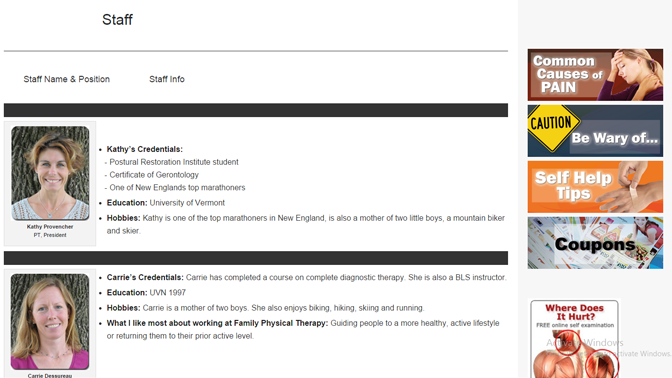 Staff
Staff Name & Position Staff Info
Kathy's Credentials:
- Postural Restoration Institute student
- Certificate of Gerontology
- One of New Englands top marathoners
Education: University of Vermont
Hobbies: Kathy is one of the top marathoners in New England, is also a mother of two little boys, a mountain biker
and skier.
Kathy Provencher
PT, President
Carrie's Credentials: Carrie has completed a course on complete diagnostic therapy. She is also a BLS instructor.
Education: UVN 1997
Hobbies: Carrie is a mother of two boys. She also enjoys biking, hiking, skiing and running.
What I like most about working at Family Physical Therapy: Guiding people to a more healthy, active lifestyle
or returning them to their prior active level.
Carrie Dessureau
Common
Causes of
PAIN
CAUTION
Be Wary of...
Self Help
Tips
Coupons
Where Does
It Hurt?
FREE online self examination
Activate Windows
Activate Windows.